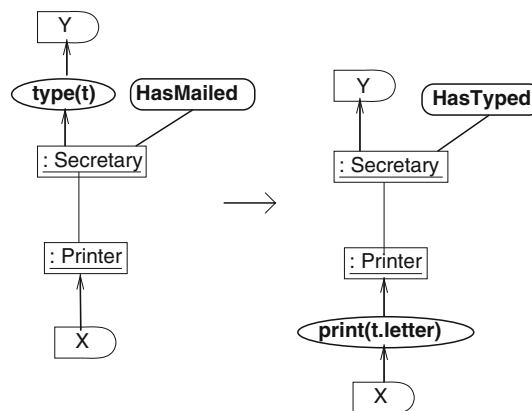 Y
type(t)
HasMailed
: Secretary
: Printer
X
Y
HasTyped
: Secretary
: Printer
print(t.letter)
X